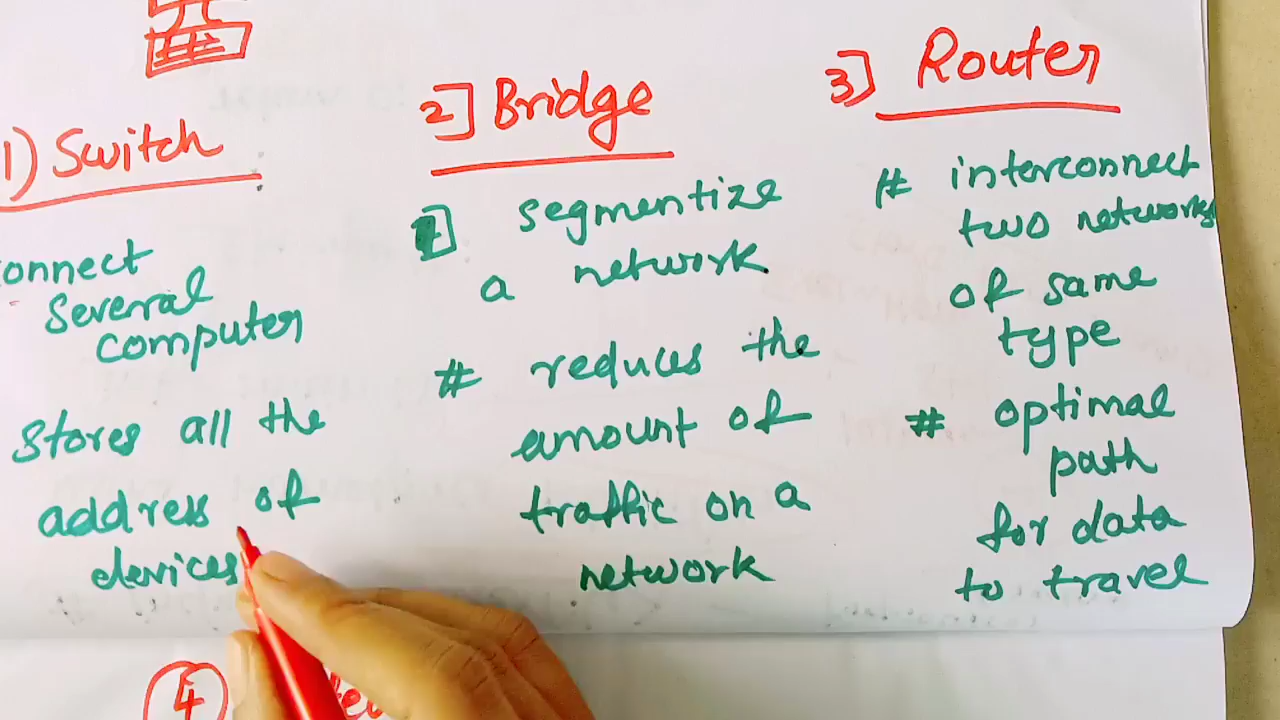 1) Switch
onnect
Several
computer
Stores all the
address of
devices
2] Bridge
segmentize
a network
# reduces the
amount of
traffic on a
network
3] Router
# interconnect
two networks
of same
type
# optimal
path
for data
to travel
4